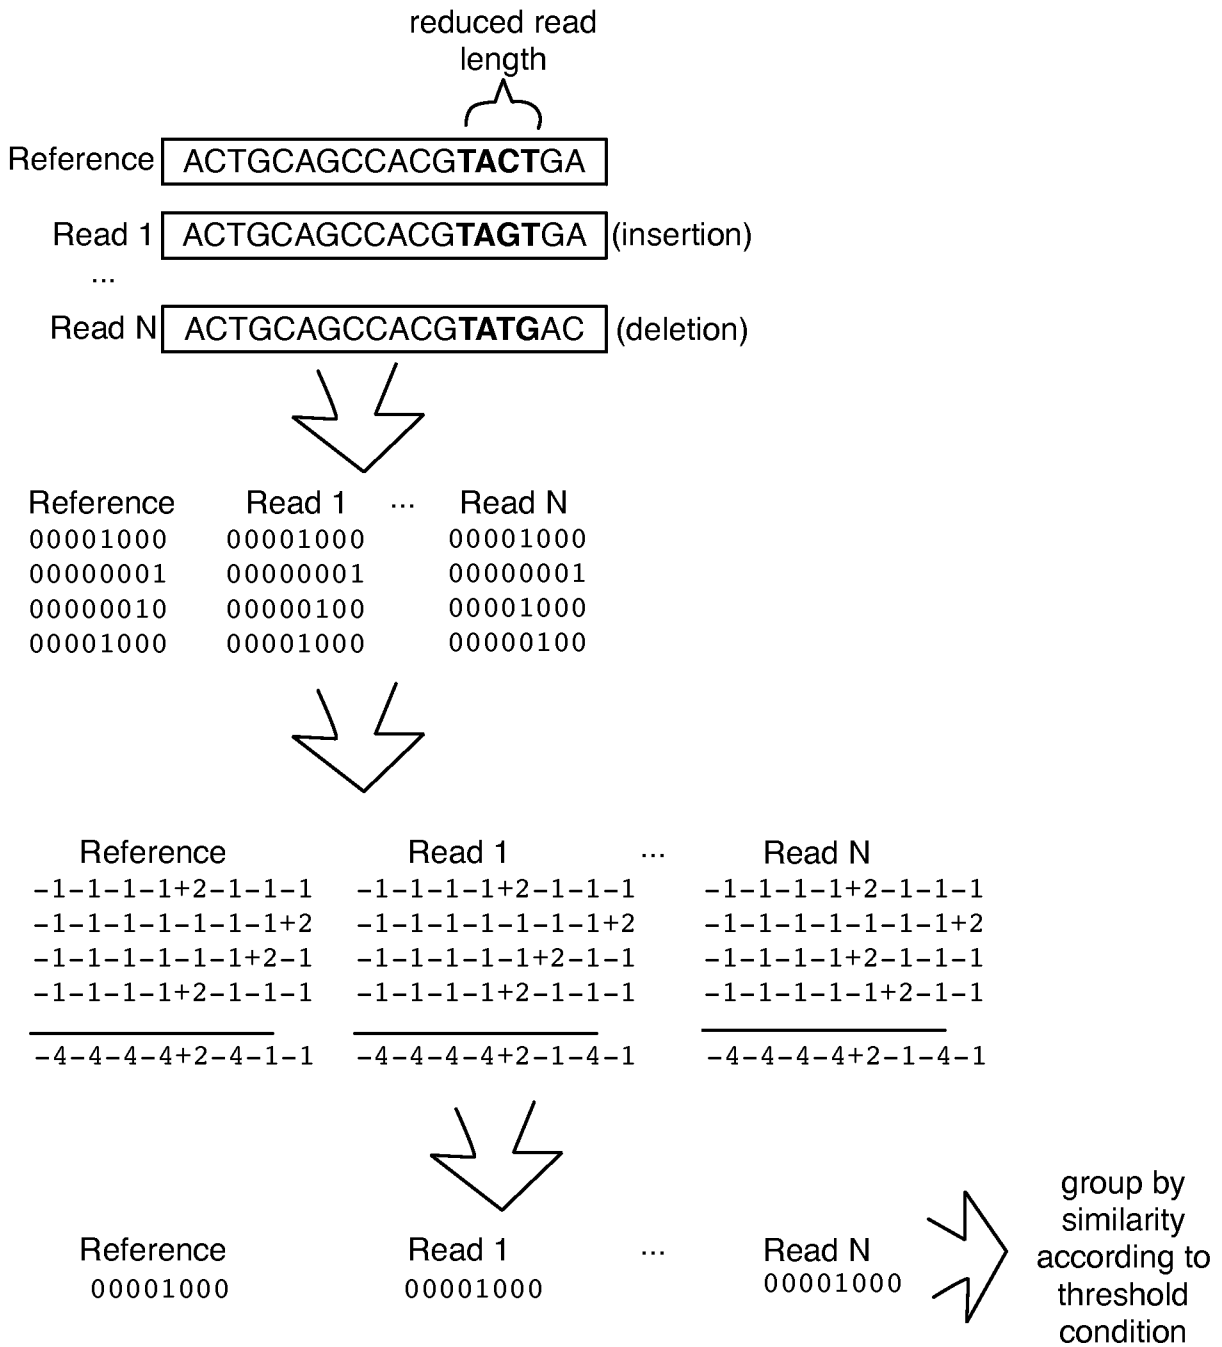 reduced read
length
Reference ACTGCAGCCACGTACTGA
Read 1 ACTGCAGCCACGTAGTGA (insertion)
...
Read N ACTGCAGCCACGTATGAC (deletion)
Reference Read 1 ... Read N
00001000 00001000 00001000
00000001 00000001 00000001
00000010 00000100 00001000
00001000 00001000 00000100
Reference Read 1 ... Read N
-1-1-1-1+2-1-1-1 -1-1-1-1+2-1-1-1 -1-1-1-1+2-1-1-1
-1-1-1-1-1-1-1+2 -1-1-1-1-1-1-1+2 -1-1-1-1-1-1-1+2
-1-1-1-1-1-1+2-1 -1-1-1-1-1+2-1-1 -1-1-1-1+2-1-1-1
-1-1-1-1+2-1-1-1 -1-1-1-1+2-1-1-1 -1-1-1-1-1+2-1-1
-4-4-4-4+2-4-1-1 -4-4-4-4+2-1-4-1 -4-4-4-4+2-1-4-1
Reference Read 1 ... Read N
00001000 00001000 00001000
group by
similarity
according to
threshold
condition